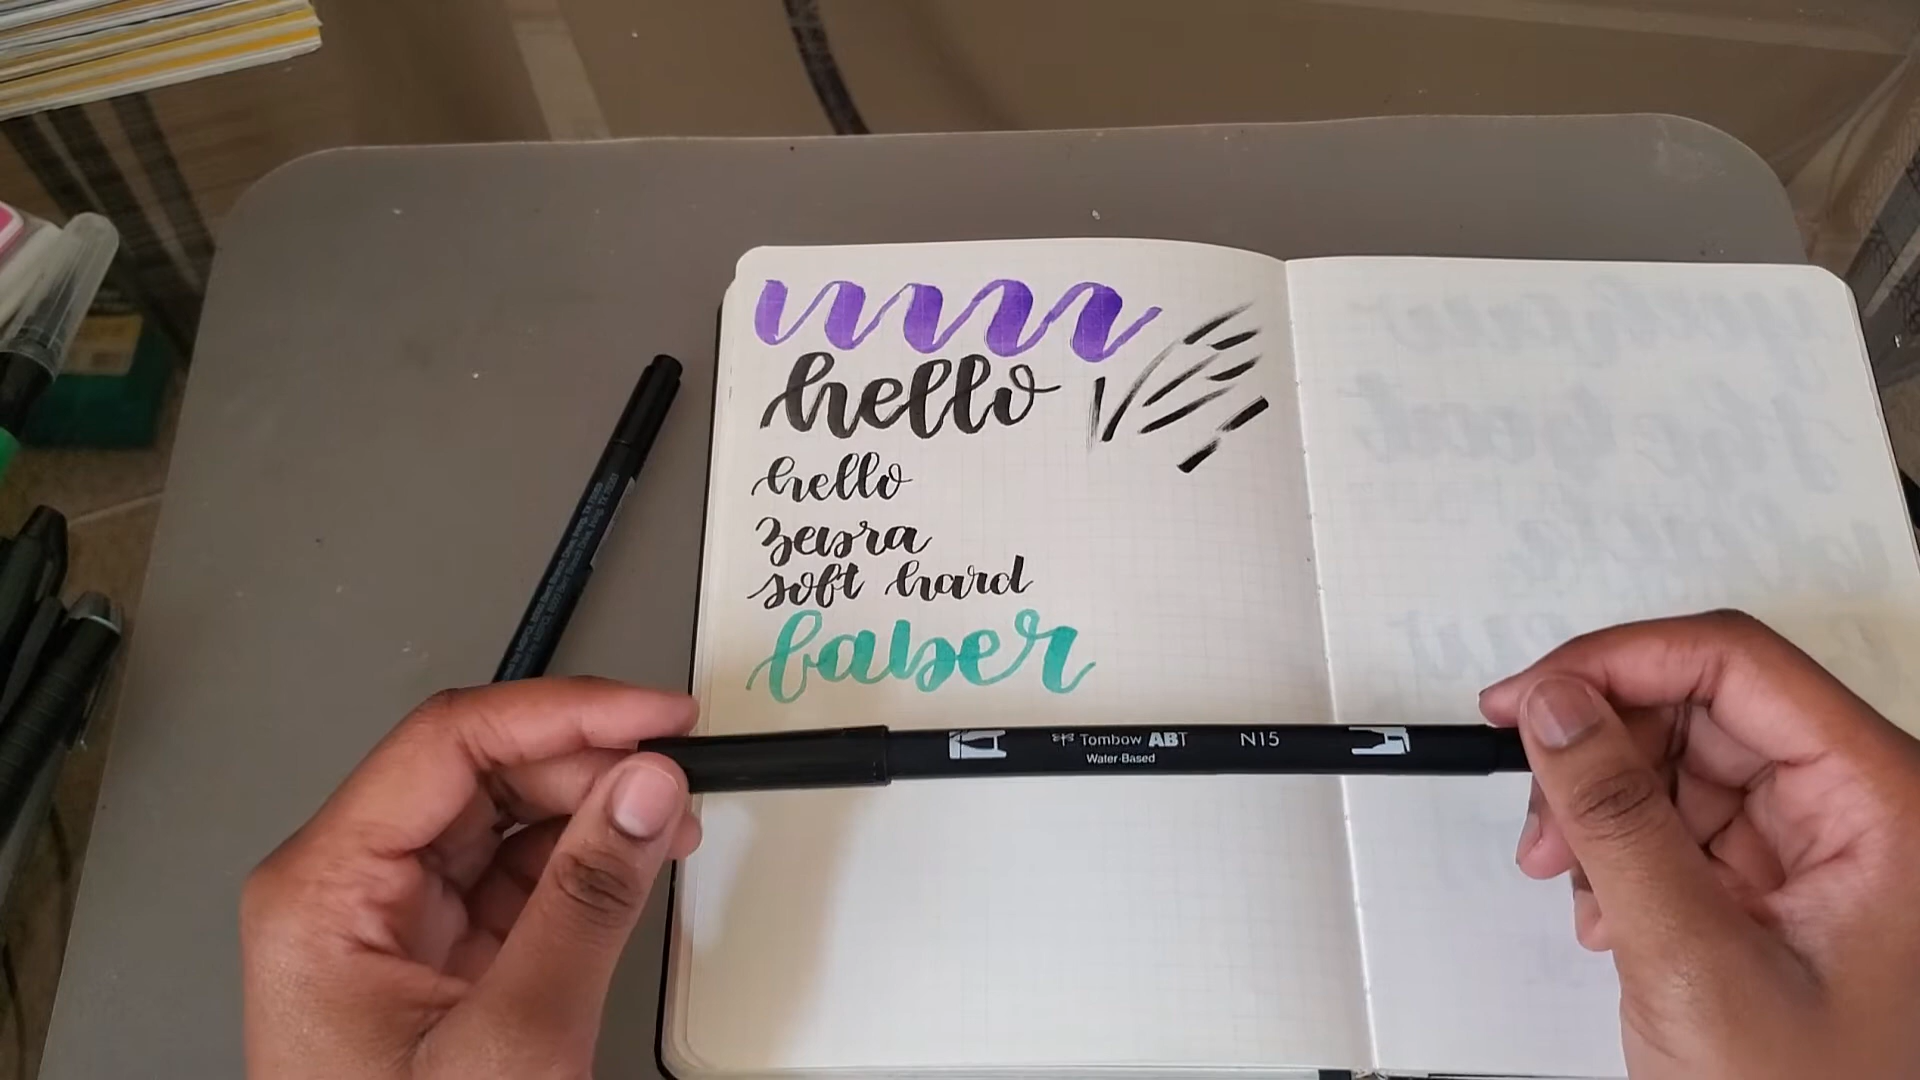 hello
hello
zebra
soft hard
faber
Tombow ABT N15
Water-Based